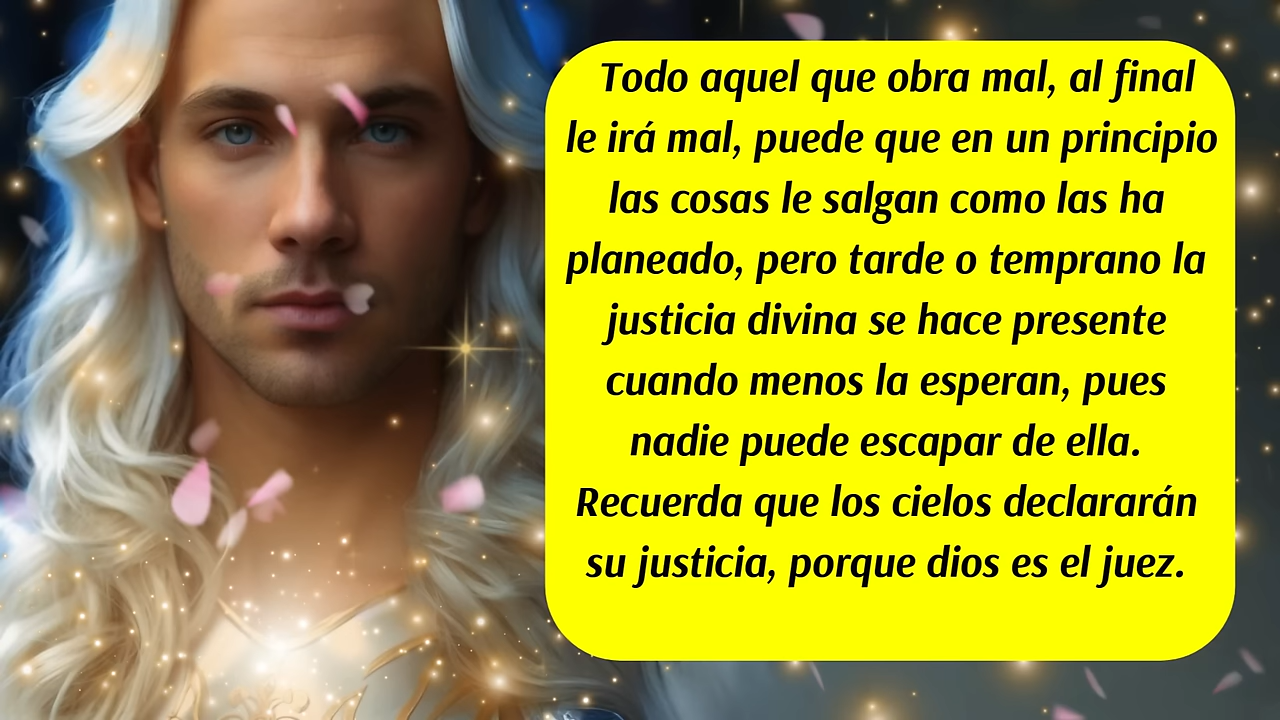 Todo aquel que obra mal, al final
le irá mal, puede que en un principio
las cosas le salgan como las ha
planeado, pero tarde o temprano la
justicia divina se hace presente
cuando menos la esperan, pues
nadie puede escapar de ella.
Recuerda que los cielos declararán
su justicia, porque dios es el juez.